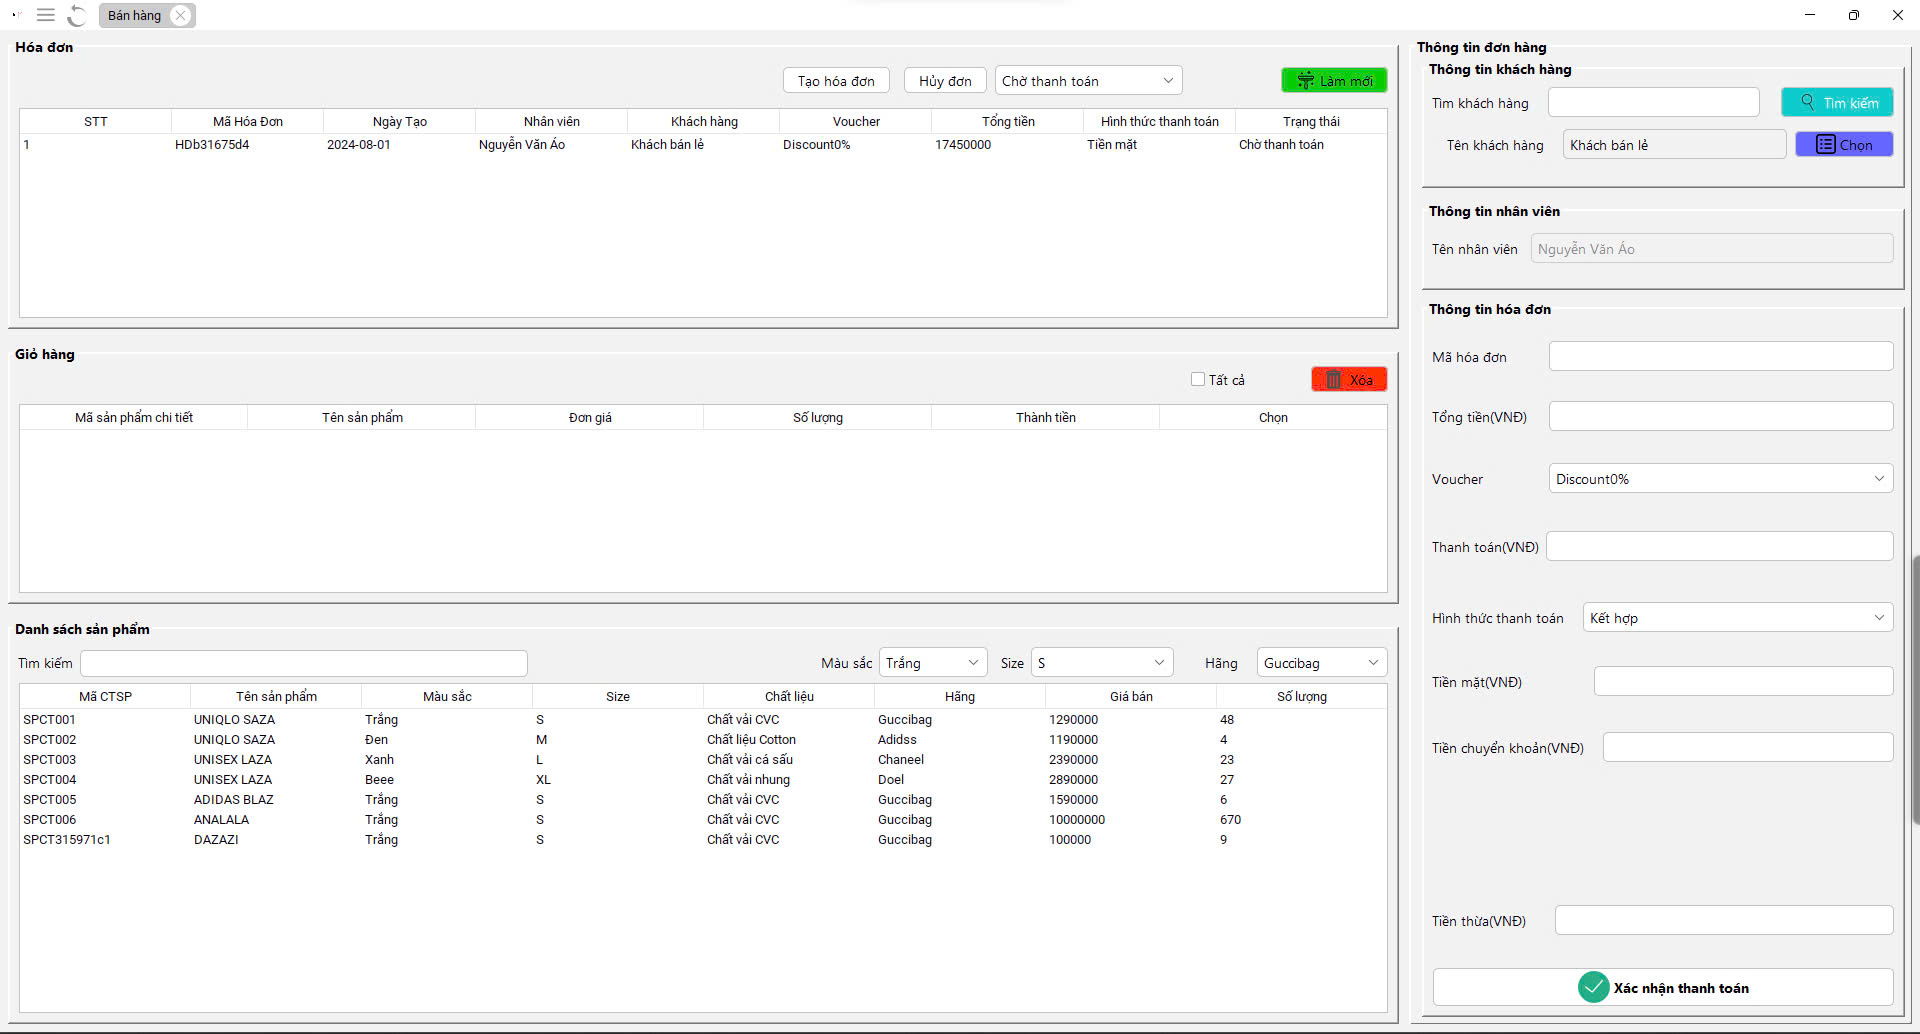 Bán hàng
Hóa đơn
Tạo hóa đơn Hủy đơn Chờ thanh toán Làm mới
STT Mã Hóa Đơn Ngày Tạo Nhân viên Khách hàng Voucher Tổng tiền Hình thức thanh toán Trạng thái
1 HDb31675d4 2024-08-01 Nguyễn Văn Áo Khách bán lẻ Discount0% 17450000 Tiền mặt Chờ thanh toán
Giỏ hàng
Tất cả Xóa
Mã sản phẩm chi tiết Tên sản phẩm Đơn giá Số lượng Thành tiền Chọn
Danh sách sản phẩm
Tìm kiếm Màu sắc Trắng Size S Hãng Guccibag
Mã CTSP Tên sản phẩm Màu sắc Size Chất liệu Hãng Giá bán Số lượng
SPCT001 UNIQLO SAZA Trắng S Chất vải CVC Guccibag 1290000 48
SPCT002 UNIQLO SAZA Đen M Chất liệu Cotton Adidss 1190000 4
SPCT003 UNISEX LAZA Xanh L Chất vải cá sấu Chaneel 2390000 23
SPCT004 UNISEX LAZA Beee XL Chất vải nhung Doel 2890000 27
SPCT005 ADIDAS BLAZ Trắng S Chất vải CVC Guccibag 1590000 6
SPCT006 ANALALA Trắng S Chất vải CVC Guccibag 10000000 670
SPCT315971c1 DAZAZI Trắng S Chất vải CVC Guccibag 100000 9
Thông tin đơn hàng
Thông tin khách hàng
Tìm khách hàng Tìm kiếm
Tên khách hàng Khách bán lẻ Chọn
Thông tin nhân viên
Tên nhân viên Nguyễn Văn Áo
Thông tin hóa đơn
Mã hóa đơn
Tổng tiền(VNĐ)
Voucher Discount0%
Thanh toán(VNĐ)
Hình thức thanh toán Kết hợp
Tiền mặt(VNĐ)
Tiền chuyển khoản(VNĐ)
Tiền thừa(VNĐ)
Xác nhận thanh toán